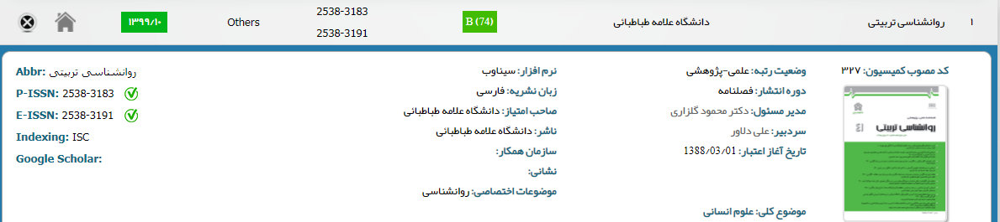 ۱ روانشناسی تربیتی دانشگاه علامه طباطبائی B (74) 2538-3183 Others ۱۳۹۹/۱۰
2538-3191
کد مصوب کمیسیون: ۳۲۷
روانشناسی تربیتی
۴۱
وضعیت رتبه: علمی-پژوهشی
دوره انتشار: فصلنامه
مدیر مسئول: دکتر محمود گلزاری
سردبیر: علی دلاور
تاریخ آغاز اعتبار: 1388/03/01
موضوع کلی: علوم انسانی
نرم افزار: سیناوب
زبان نشریه: فارسی
صاحب امتیاز: دانشگاه علامه طباطبائی
ناشر: دانشگاه علامه طباطبائی
سازمان همکار:
نشانی:
موضوعات اختصاصی: روانشناسی
Abbr: روانشناسی تربیتی
P-ISSN: 2538-3183
E-ISSN: 2538-3191
Indexing: ISC
Google Scholar: